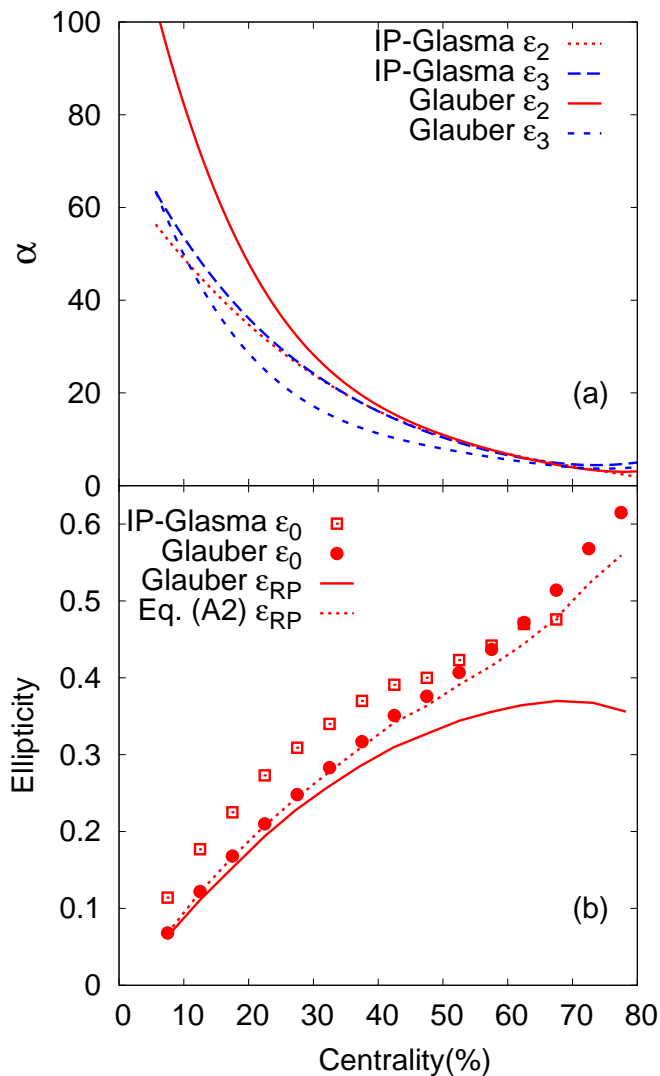 100
80
60
40
20
0
α
IP-Glasma ε2
IP-Glasma ε3
Glauber ε2
Glauber ε3
(a)
0.6
0.5
0.4
0.3
0.2
0.1
0
Ellipticity
IP-Glasma ε0
Glauber ε0
Glauber εRP
Eq. (A2) εRP
(b)
0 10 20 30 40 50 60 70 80
Centrality(%)